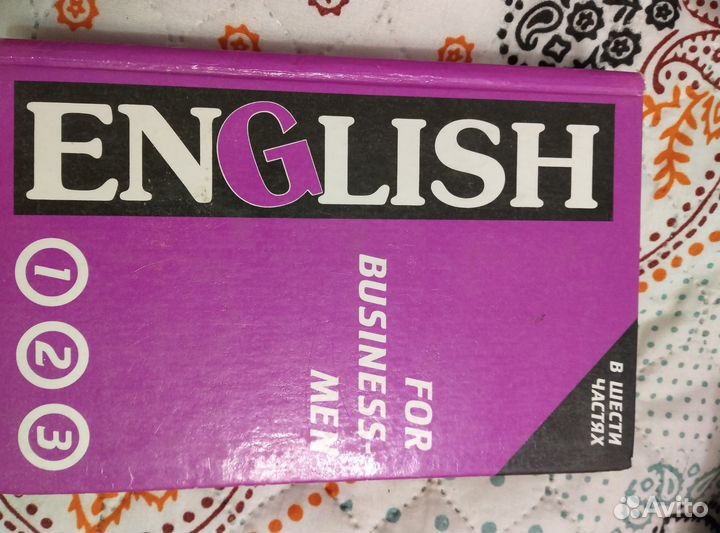 ENGLISH
FOR
BUSINESS-
MEN
В ШЕСТИ
ЧАСТЯХ
1 2 3
Avito